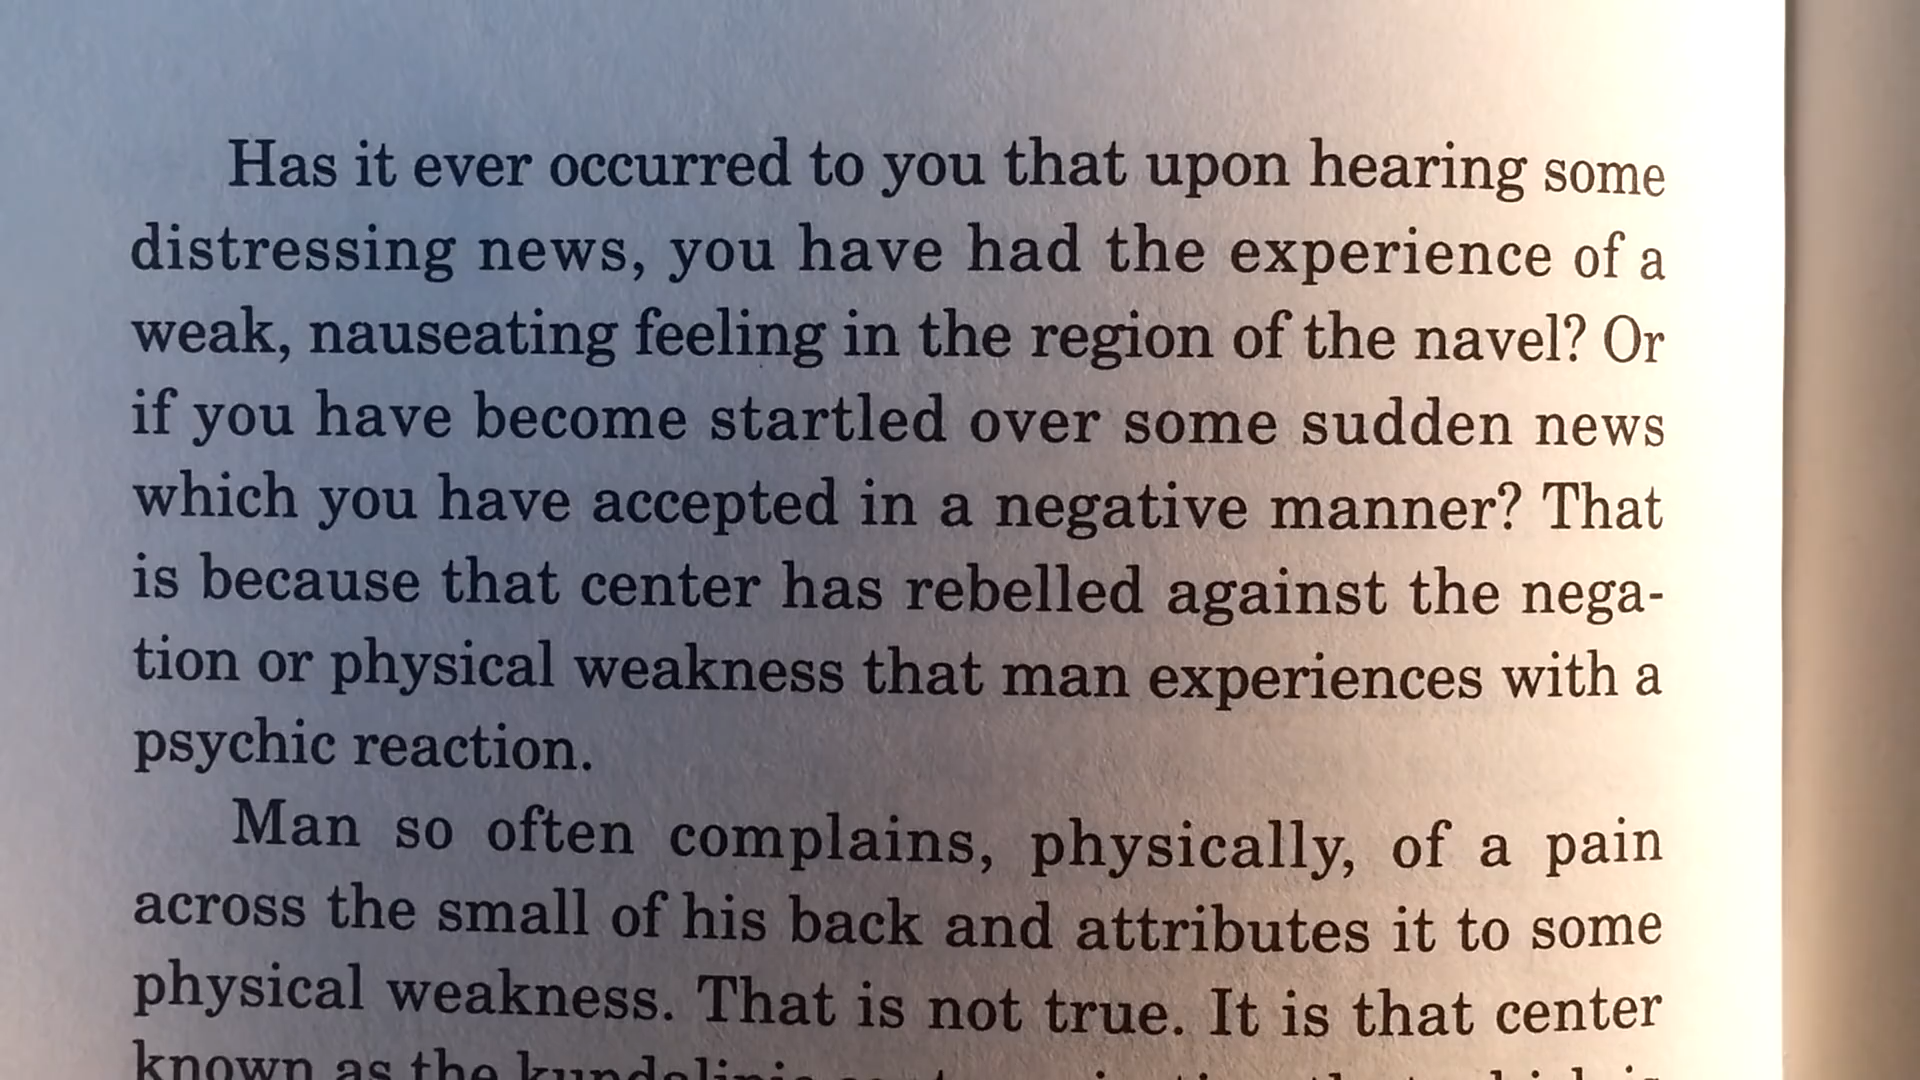 Has it ever occurred to you that upon hearing some
distressing news, you have had the experience of a
weak, nauseating feeling in the region of the navel? Or
if you have become startled over some sudden news
which you have accepted in a negative manner? That
is because that center has rebelled against the nega-
tion or physical weakness that man experiences with a
psychic reaction.
Man so often complains, physically, of a pain
across the small of his back and attributes it to some
physical weakness. That is not true. It is that center
known as the